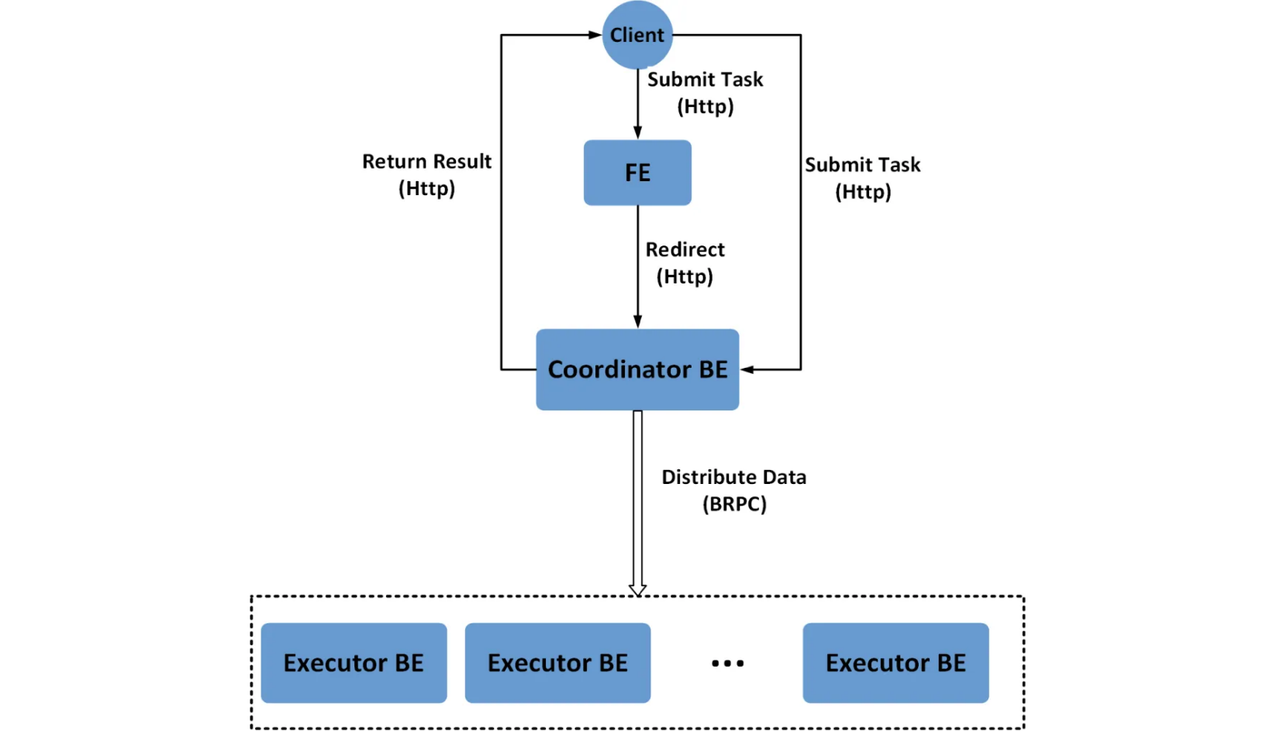 Client
Submit Task
(Http)
Return Result
(Http)
FE
Submit Task
(Http)
Redirect
(Http)
Coordinator BE
Distribute Data
(BRPC)
Executor BE
Executor BE
...
Executor BE